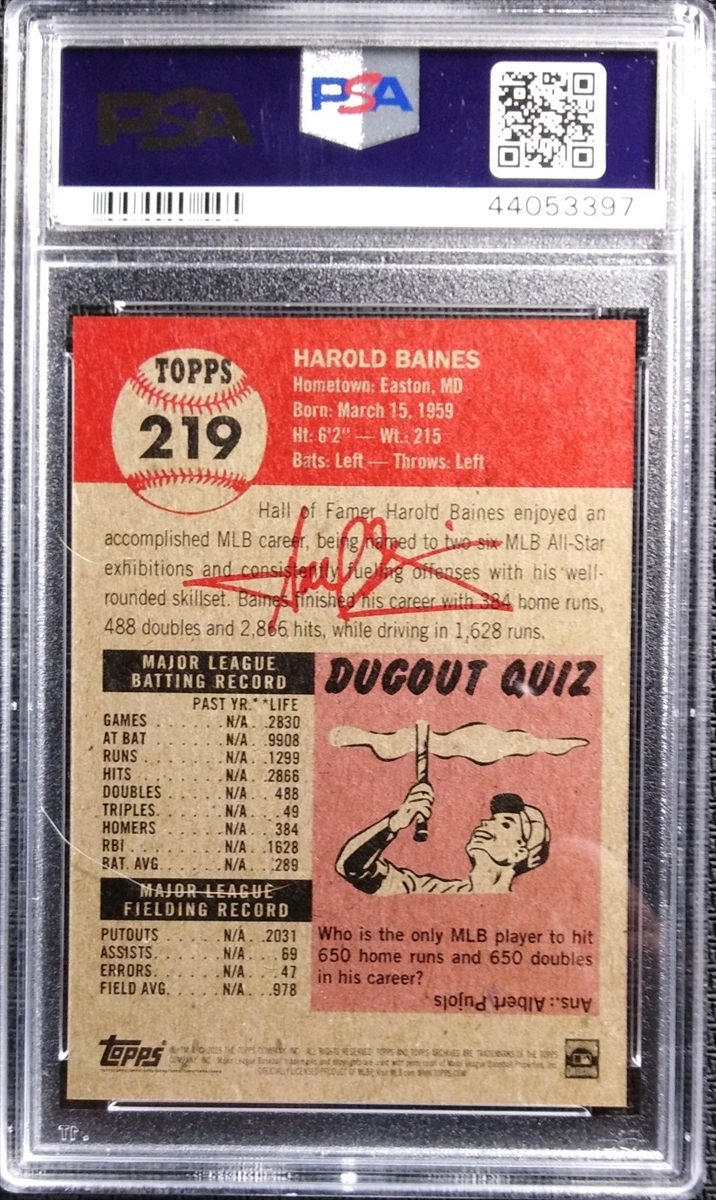 PSA
PSA
44053397
TOPPS
219
HAROLD BAINES
Hometown: Easton, MD
Born: March 15, 1959
Ht: 6'2" — Wt.: 215
Bats: Left — Throws: Left
Hall of Famer Harold Baines enjoyed an
accomplished MLB career, being named to two six MLB All-Star
exhibitions and consistently fueling offenses with his well-
rounded skillset. Baines finished his career with 384 home runs,
488 doubles and 2,866 hits, while driving in 1,628 runs.
MAJOR LEAGUE
BATTING RECORD
PAST YR.* *LIFE
GAMES . . . . . . N/A . .2830
AT BAT . . . . . . N/A . .9908
RUNS . . . . . . . N/A . .1299
HITS . . . . . . . N/A . .2866
DOUBLES . . . . . N/A . . .488
TRIPLES. . . . . . N/A . . . .49
HOMERS . . . . . N/A . . .384
RBI . . . . . . . . N/A . .1628
BAT. AVG. . . . . N/A . . .289
MAJOR LEAGUE
FIELDING RECORD
PUTOUTS . . . . . N/A . .2031
ASSISTS. . . . . . N/A . . . .69
ERRORS. . . . . . N/A . . . .47
FIELD AVG. . . . . N/A . . .978
DUGOUT QUIZ
Who is the only MLB player to hit
650 home runs and 650 doubles
in his career?
Ans.: Albert Pujols
Topps